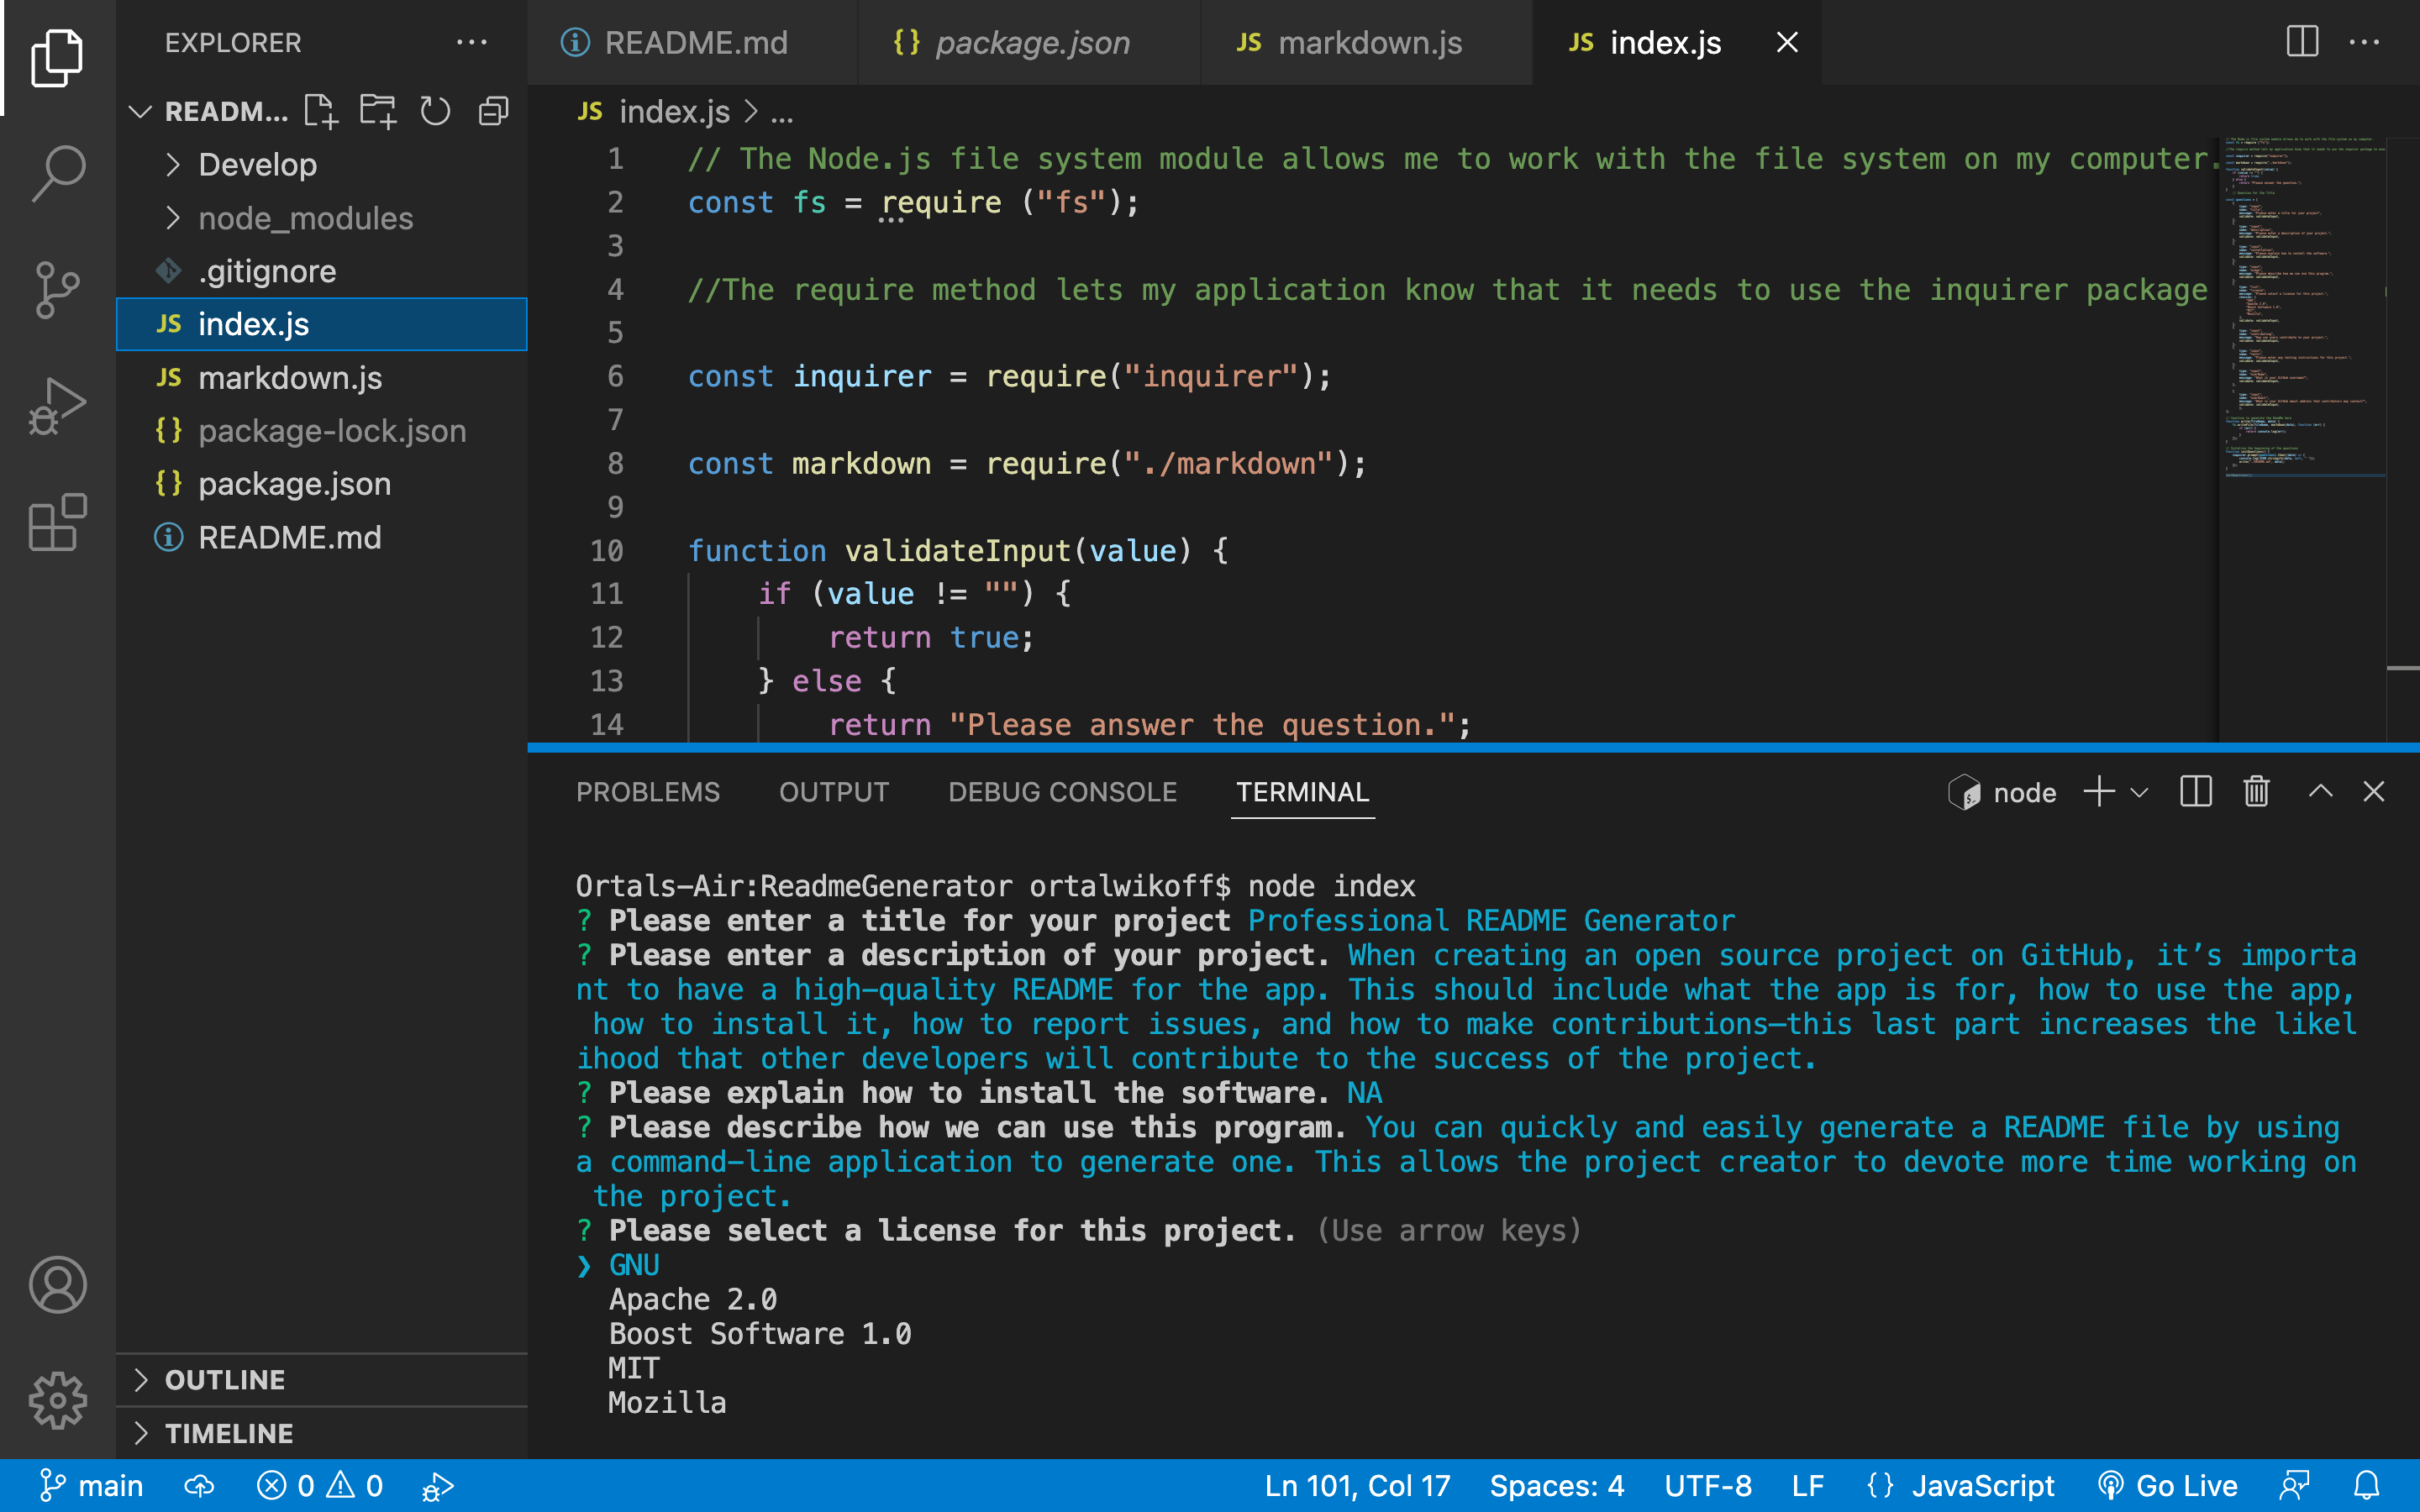 EXPLORER
READM...
Develop
node_modules
.gitignore
JS index.js
JS markdown.js
{} package-lock.json
{} package.json
README.md
OUTLINE
TIMELINE
README.md
{} package.json
JS markdown.js
JS index.js
JS index.js > ...
1 // The Node.js file system module allows me to work with the file system on my computer.
2 const fs = require ("fs");
3
4 //The require method lets my application know that it needs to use the inquirer package
5
6 const inquirer = require("inquirer");
7
8 const markdown = require("./markdown");
9
10 function validateInput(value) {
11 if (value != "") {
12 return true;
13 } else {
14 return "Please answer the question.";
PROBLEMS OUTPUT DEBUG CONSOLE TERMINAL
node
Ortals-Air:ReadmeGenerator ortalwikoff$ node index
? Please enter a title for your project Professional README Generator
? Please enter a description of your project. When creating an open source project on GitHub, it’s importa
nt to have a high-quality README for the app. This should include what the app is for, how to use the app,
how to install it, how to report issues, and how to make contributions—this last part increases the likel
ihood that other developers will contribute to the success of the project.
? Please explain how to install the software. NA
? Please describe how we can use this program. You can quickly and easily generate a README file by using
a command-line application to generate one. This allows the project creator to devote more time working on
the project.
? Please select a license for this project. (Use arrow keys)
❯ GNU
Apache 2.0
Boost Software 1.0
MIT
Mozilla
main 0 0 Ln 101, Col 17 Spaces: 4 UTF-8 LF {} JavaScript Go Live